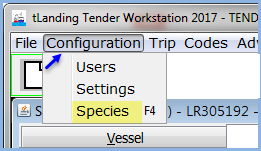 tLanding Tender Workstation 2017 - TEND
File Configuration Trip Codes Adv
Users
Settings
Species F4
S ) - LR305192 -
Vessel